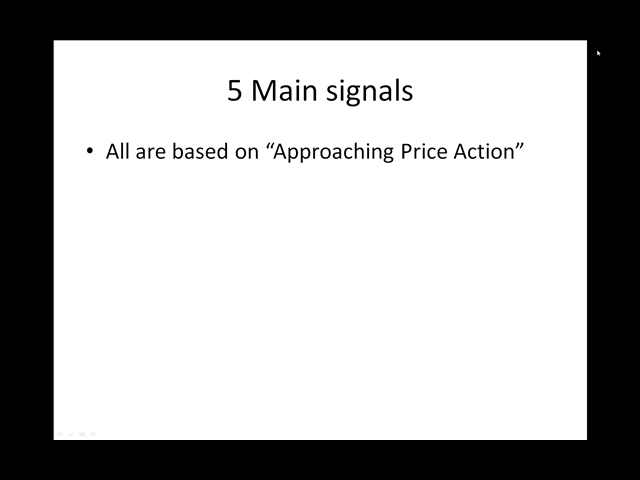 5 Main signals
• All are based on “Approaching Price Action”